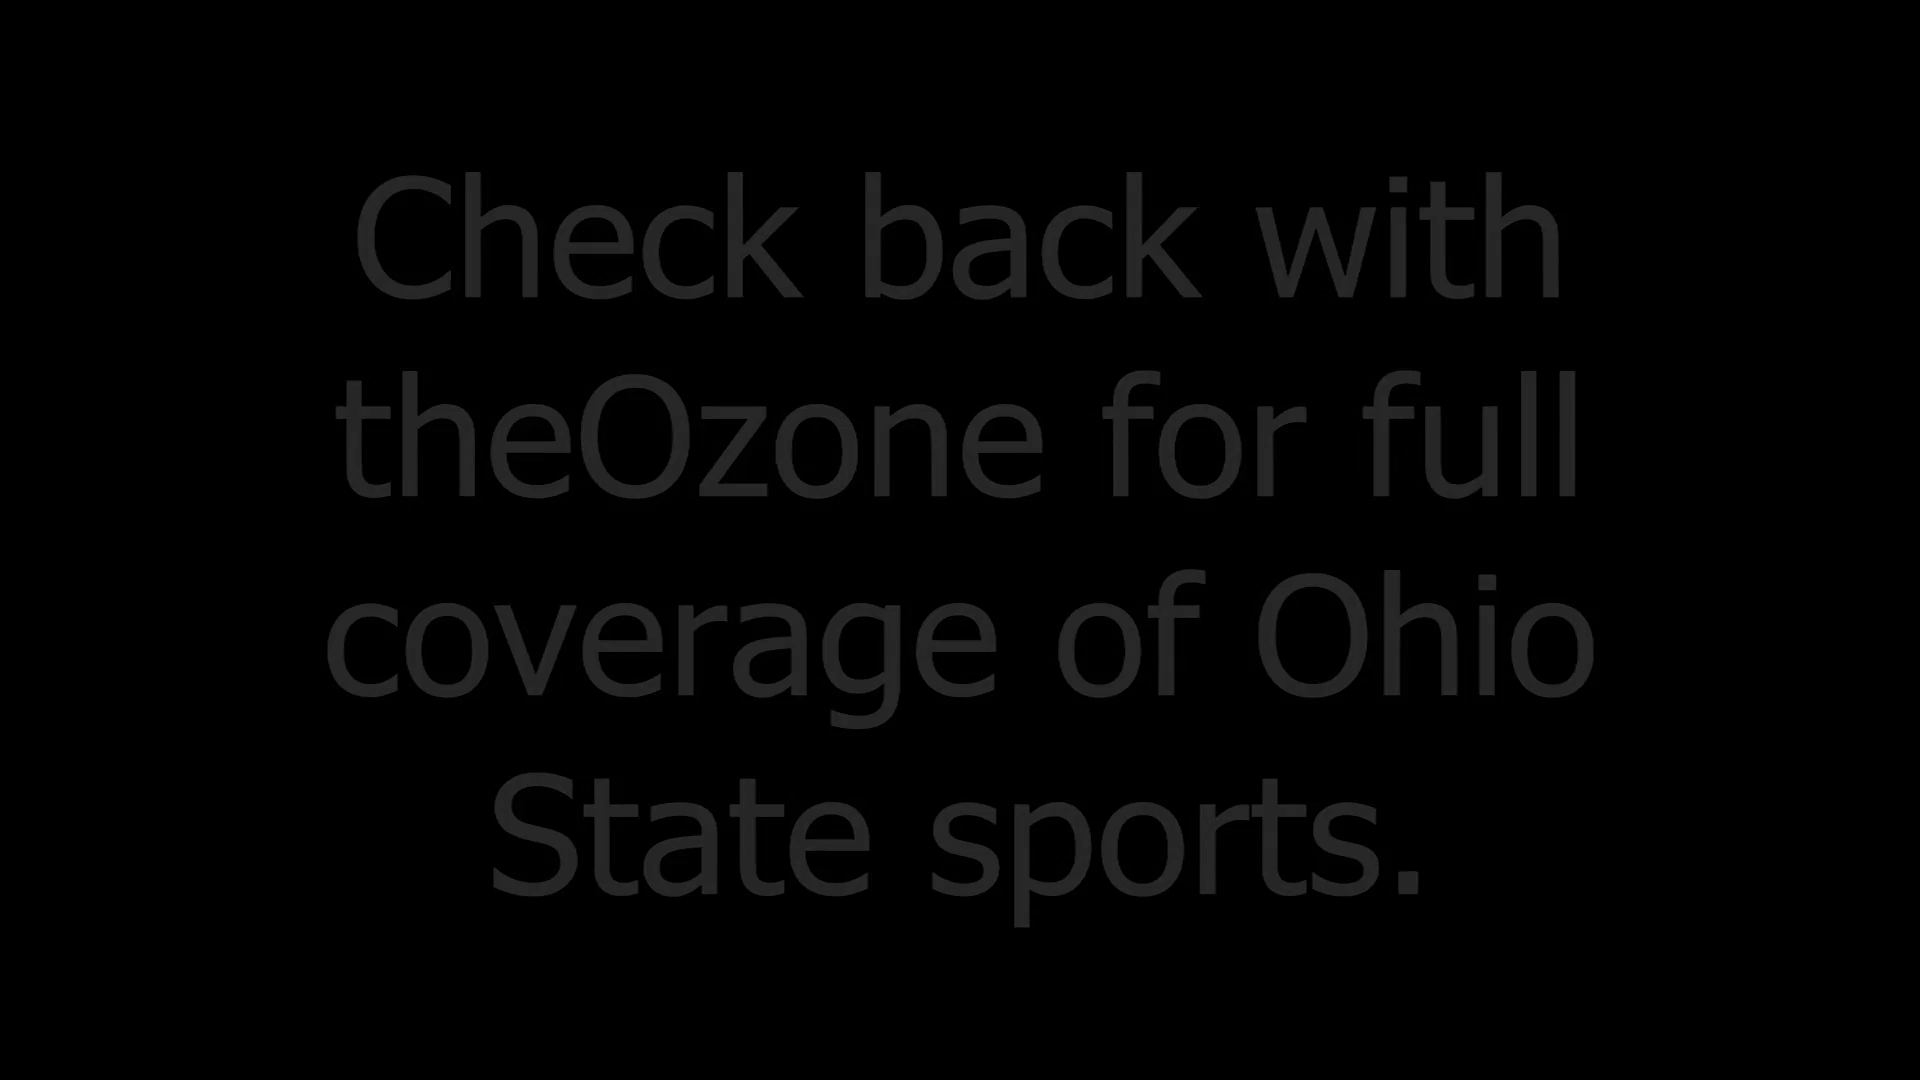 Check back with
theOzone for full
coverage of Ohio
State sports.